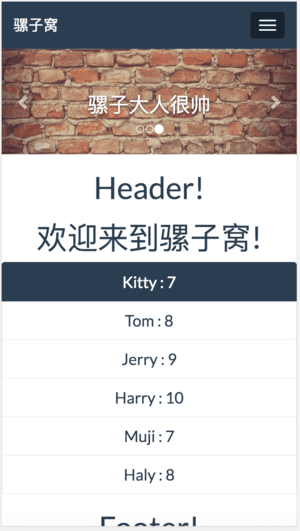 骡子窝
骡子大人很帅
Header!
欢迎来到骡子窝!
Kitty : 7
Tom : 8
Jerry : 9
Harry : 10
Muji : 7
Haly : 8
Footer!